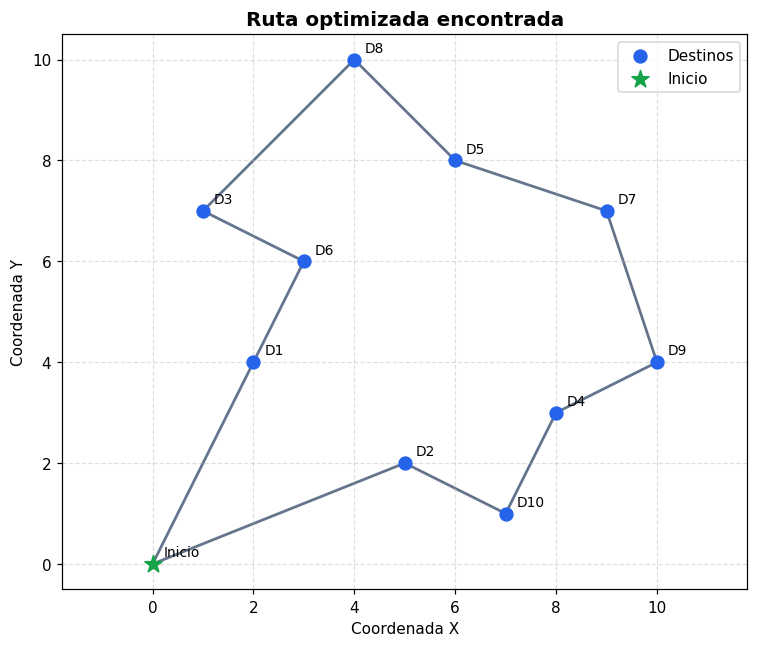 Ruta optimizada encontrada
Destinos
Inicio
D8
D5
D3
D7
D6
D1
D9
D4
D2
D10
Inicio
10
8
6
4
2
0
Coordenada Y
0 2 4 6 8 10
Coordenada X